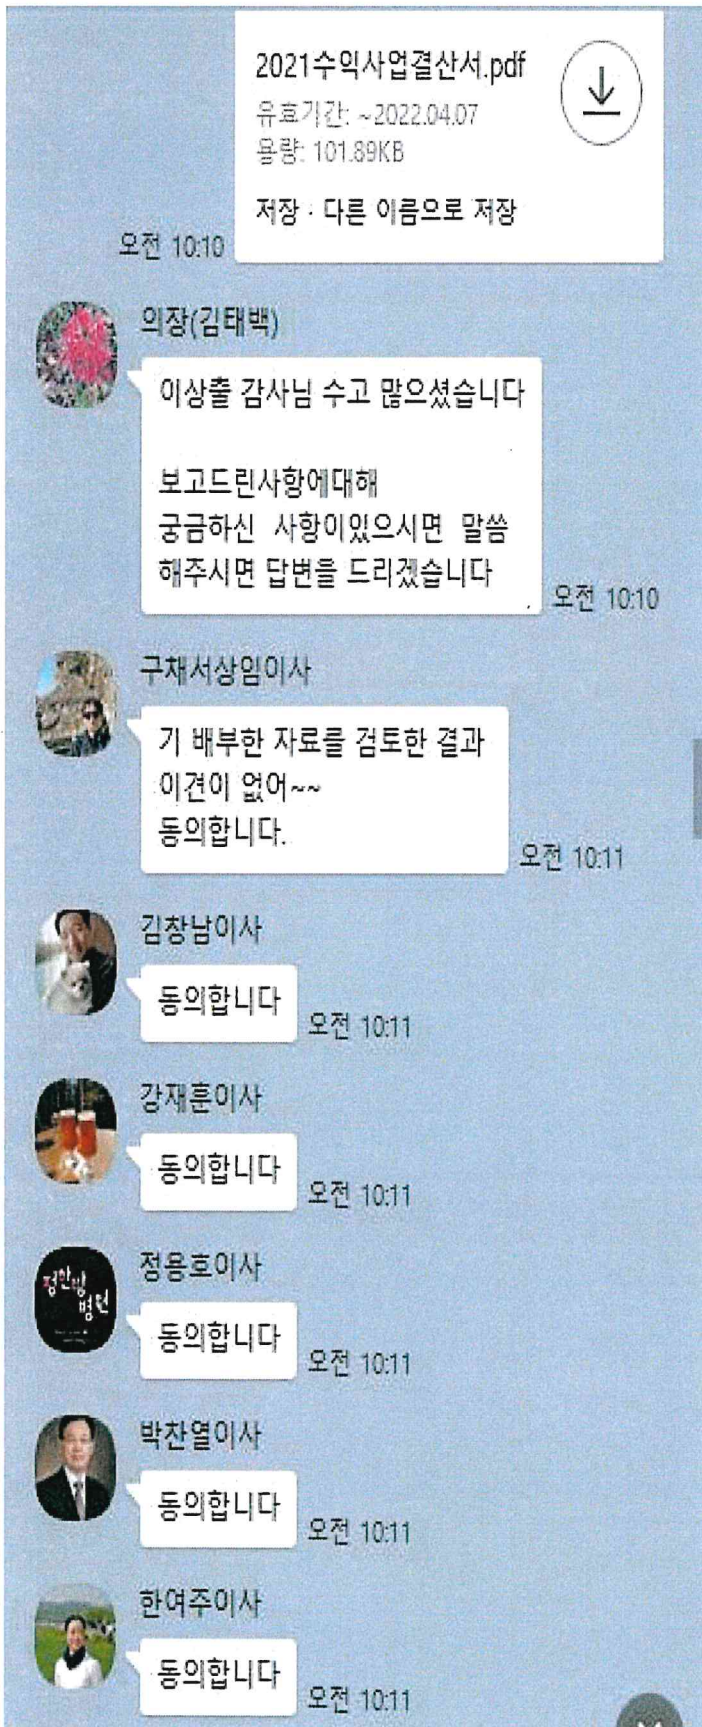 2021수익사업결산서.pdf
유효기간: ~2022.04.07
용량: 101.89KB
저장 · 다른 이름으로 저장
오전 10:10
의장(김태백)
이상출 감사님 수고 많으셨습니다
보고드린사항에대해
궁금하신 사항이있으시면 말씀
해주시면 답변을 드리겠습니다
오전 10:10
구채서상임이사
기 배부한 자료를 검토한 결과
이견이 없어~~
동의합니다.
오전 10:11
김창남이사
동의합니다
오전 10:11
강재훈이사
동의합니다
오전 10:11
정용호이사
정한방
병원
동의합니다
오전 10:11
박찬열이사
동의합니다
오전 10:11
한여주이사
동의합니다
오전 10:11